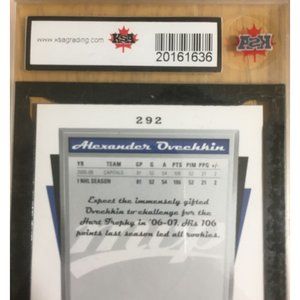 www.ksagrading.com
KSA
KSA
20161636
292
Alexander Ovechkin
YR TEAM GP G A PTS PIM PPG +/-
2005-06 CAPITALS 81 52 54 106 52 21 2
1 NHL SEASON 81 52 54 106 52 21 2
Expect the immensely gifted
Ovechkin to challenge for the
Hart Trophy in '06-07. His 106
points last season led all rookies.